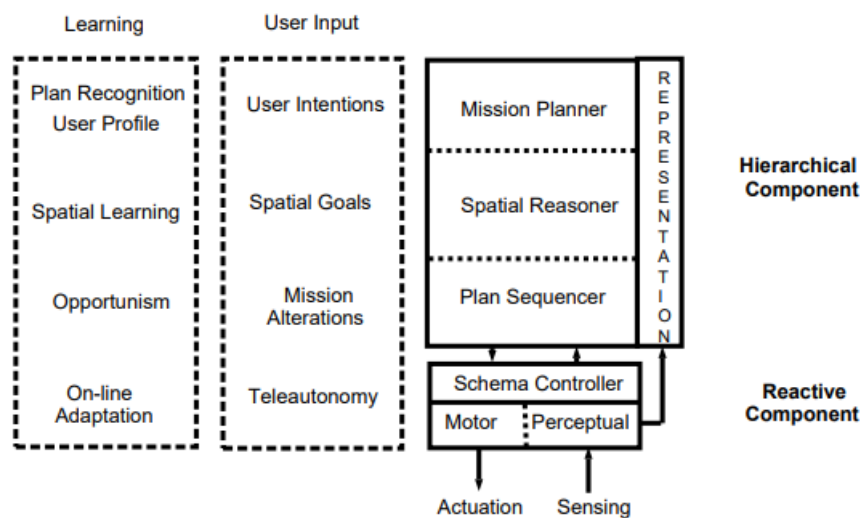 Learning
User Input
Plan Recognition
User Profile
User Intentions
Mission Planner
REPRESENTATION
Hierarchical
Component
Spatial Learning
Spatial Goals
Spatial Reasoner
Opportunism
Mission
Alterations
Plan Sequencer
On-line
Adaptation
Teleautonomy
Schema Controller
Reactive
Component
Motor
Perceptual
Actuation
Sensing